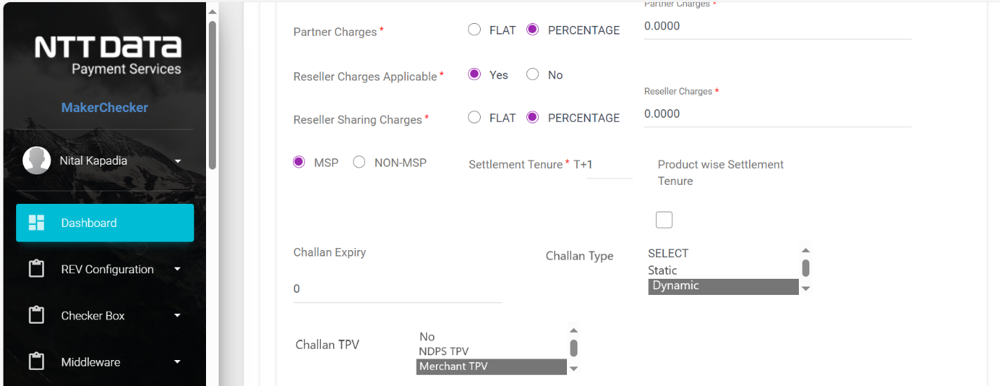 NTT DATA
Payment Services
MakerChecker
Nital Kapadia
Dashboard
REV Configuration
Checker Box
Middleware
Partner Charges *
Partner Charges * FLAT PERCENTAGE 0.0000
Reseller Charges Applicable * Yes No
Reseller Charges *
Reseller Sharing Charges * FLAT PERCENTAGE 0.0000
MSP NON-MSP Settlement Tenure * T+1 Product wise Settlement
Tenure
Challan Expiry Challan Type SELECT
Static
Dynamic
0
Challan TPV No
NDPS TPV
Merchant TPV